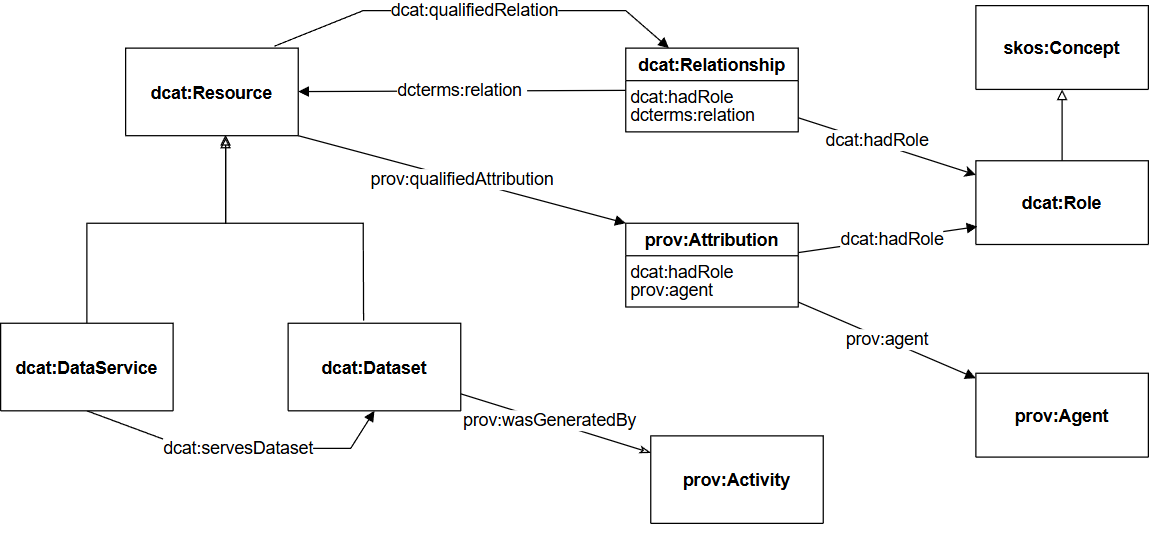 dcat:qualifiedRelation
skos:Concept
dcat:Resource
dcat:Relationship
dcterms:relation
dcat:hadRole
dcterms:relation
dcat:hadRole
prov:qualifiedAttribution
dcat:Role
prov:Attribution
dcat:hadRole
dcat:hadRole
prov:agent
prov:agent
dcat:DataService
dcat:Dataset
prov:Agent
prov:wasGeneratedBy
dcat:servesDataset
prov:Activity